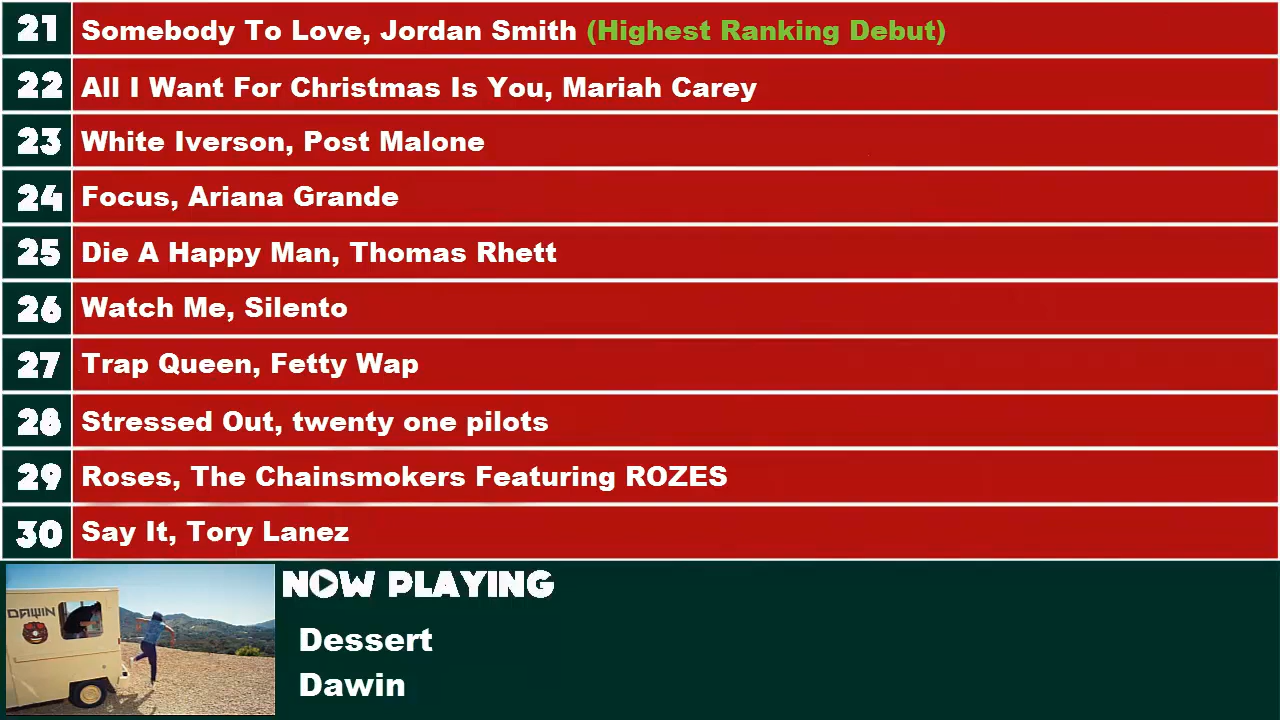 21 Somebody To Love, Jordan Smith (Highest Ranking Debut)
22 All I Want For Christmas Is You, Mariah Carey
23 White Iverson, Post Malone
24 Focus, Ariana Grande
25 Die A Happy Man, Thomas Rhett
26 Watch Me, Silento
27 Trap Queen, Fetty Wap
28 Stressed Out, twenty one pilots
29 Roses, The Chainsmokers Featuring ROZES
30 Say It, Tory Lanez
DAWIN
NOW PLAYING
Dessert
Dawin